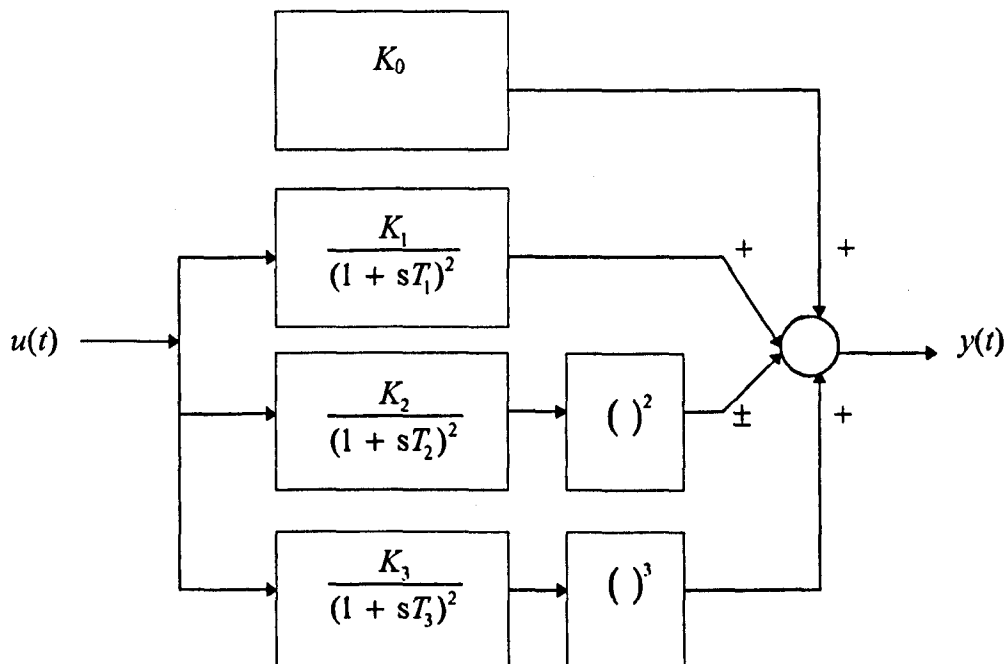 K₀
K₁
(1 + sT₁)²
+
+
u(t)
y(t)
K₂
(1 + sT₂)²
( )²
±
+
K₃
(1 + sT₃)²
( )³